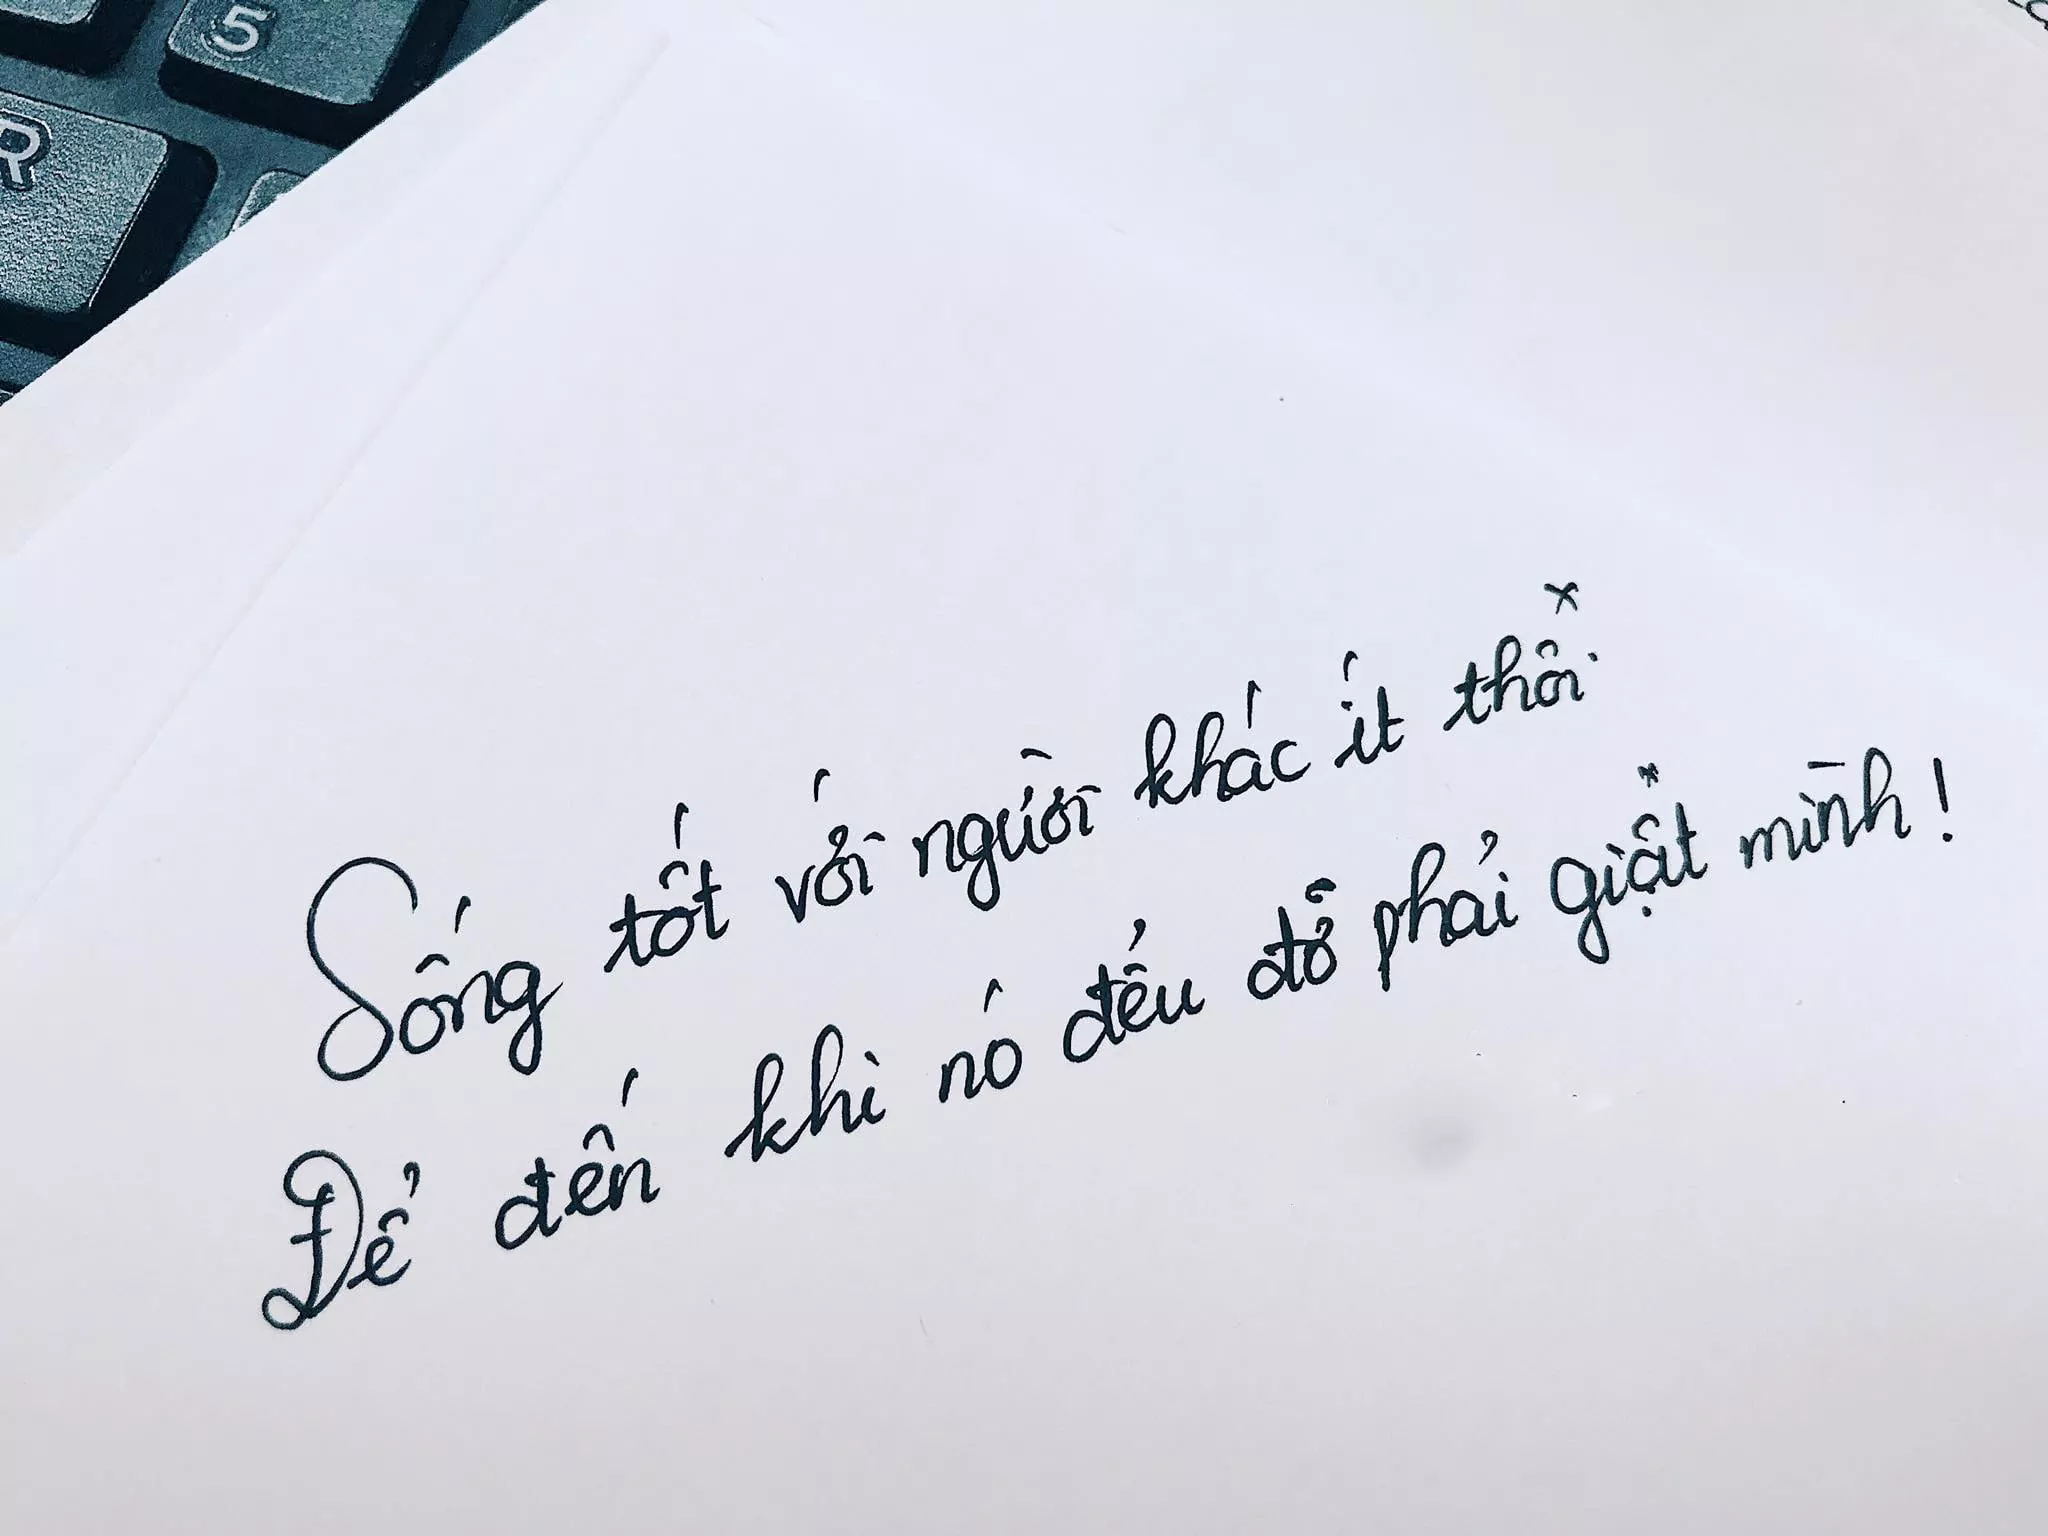 5
R
Sống tốt với người khác ít thôi.
Để đến khi nó đểu đỡ phải giật mình!